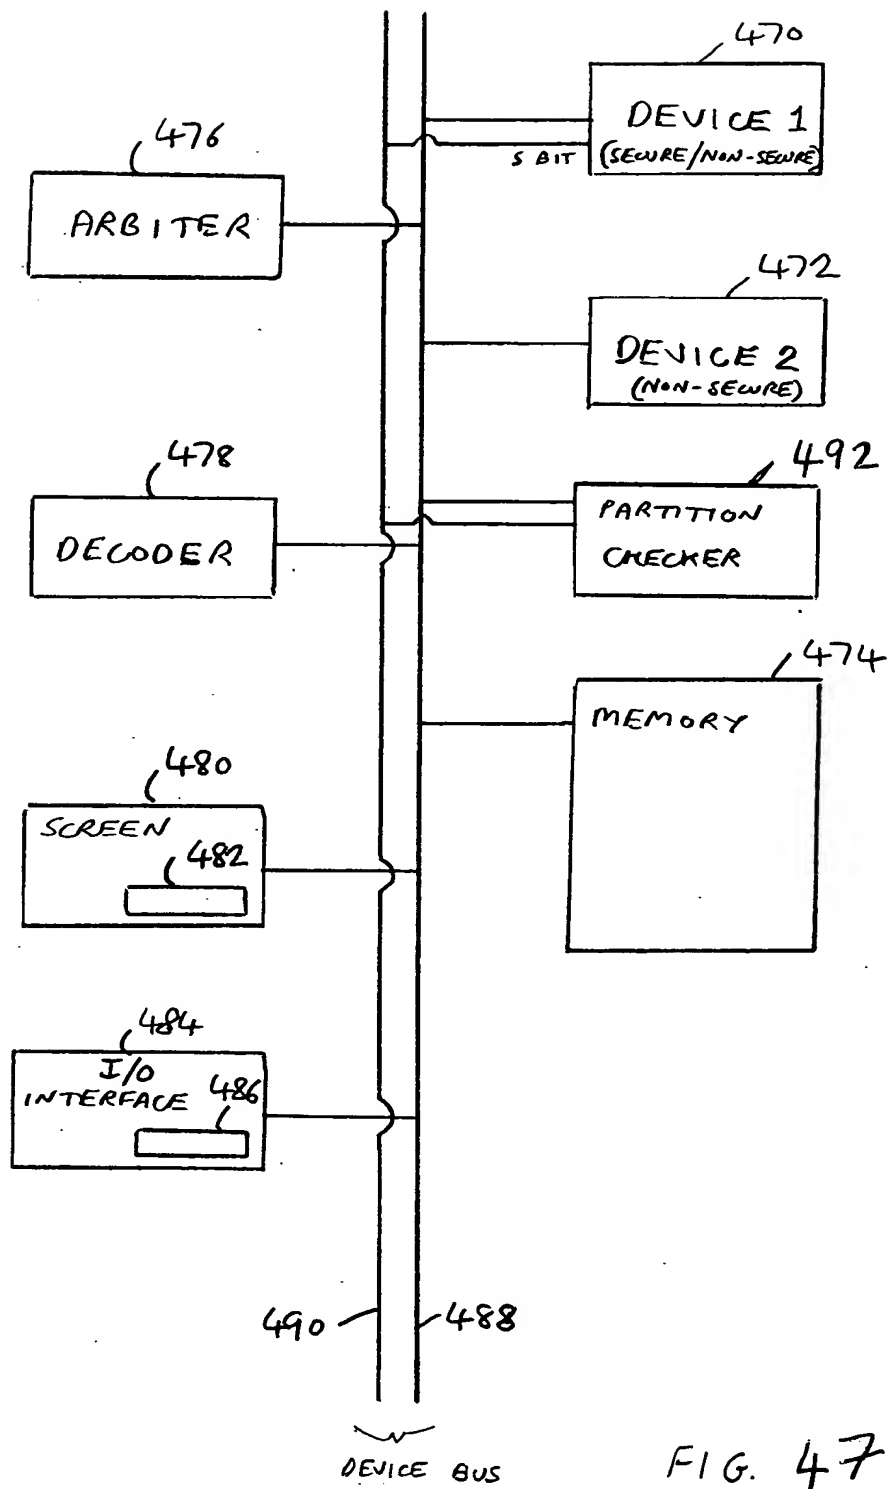 470
DEVICE 1
(SECURE/NON-SECURE)
S BIT
476
ARBITER
472
DEVICE 2
(NON-SECURE)
478
DECODER
492
PARTITION
CHECKER
474
MEMORY
480
SCREEN
482
484
I/O
INTERFACE
486
490
488
DEVICE BUS
FIG. 47